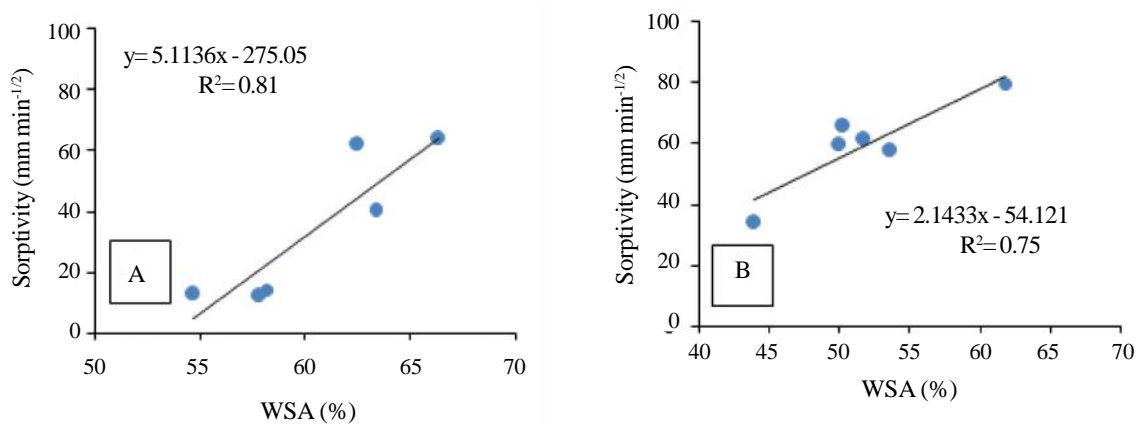 y= 5.1136x - 275.05
R²= 0.81
Sorptivity (mm min⁻¹/²)
100
80
60
40
20
0
A
50
55
60
65
70
WSA (%)
y= 2.1433x - 54.121
R²= 0.75
Sorptivity (mm min⁻¹/²)
100
80
60
40
20
0
B
40
45
50
55
60
65
70
WSA (%)